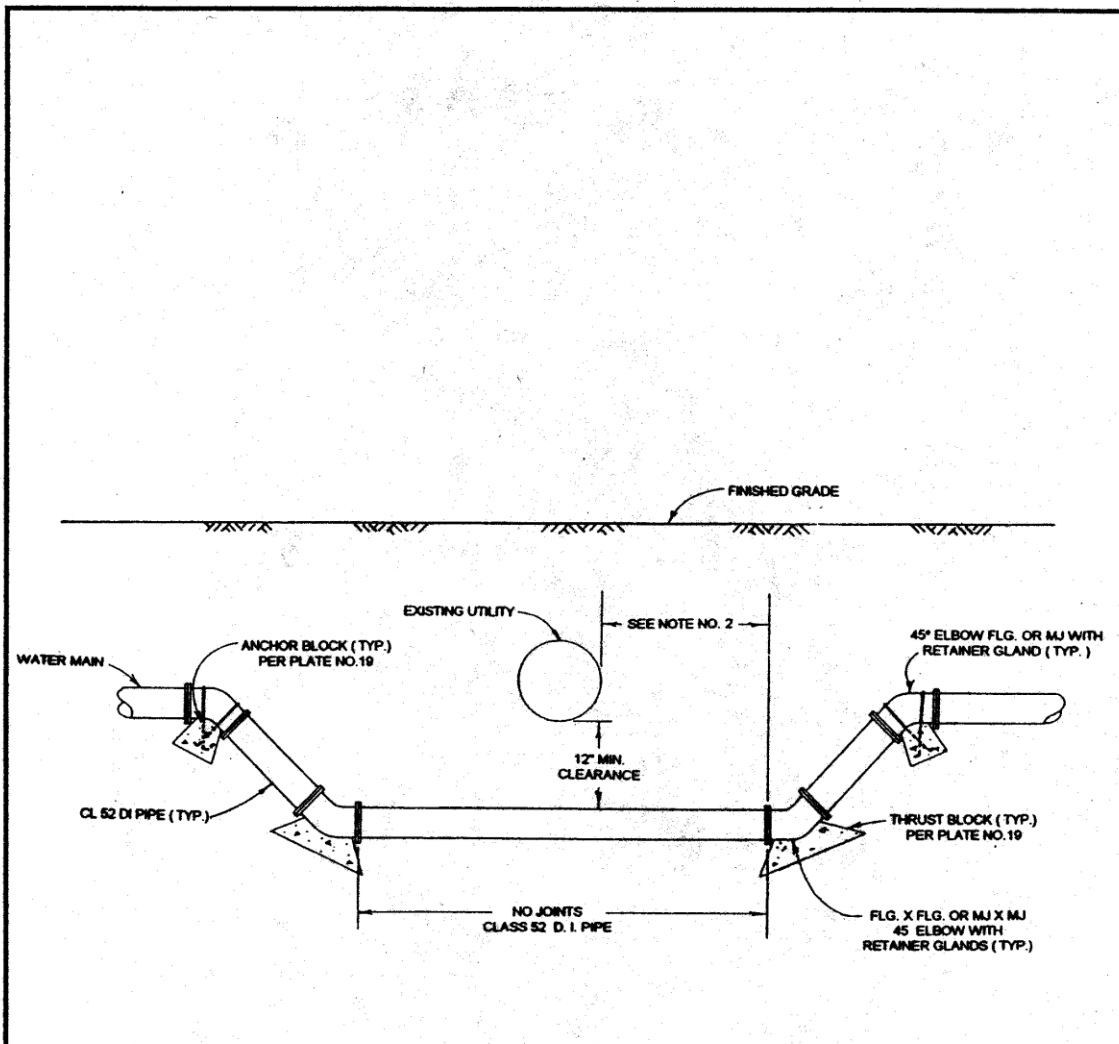 FINISHED GRADE
EXISTING UTILITY
SEE NOTE NO. 2
ANCHOR BLOCK (TYP.)
PER PLATE NO.19
45° ELBOW FLG. OR MJ WITH
RETAINER GLAND (TYP.)
WATER MAIN
12" MIN.
CLEARANCE
CL 52 DI PIPE (TYP.)
THRUST BLOCK (TYP.)
PER PLATE NO.19
NO JOINTS
CLASS 52 D. I. PIPE
FLG. X FLG. OR MJ X MJ
45 ELBOW WITH
RETAINER GLANDS (TYP.)